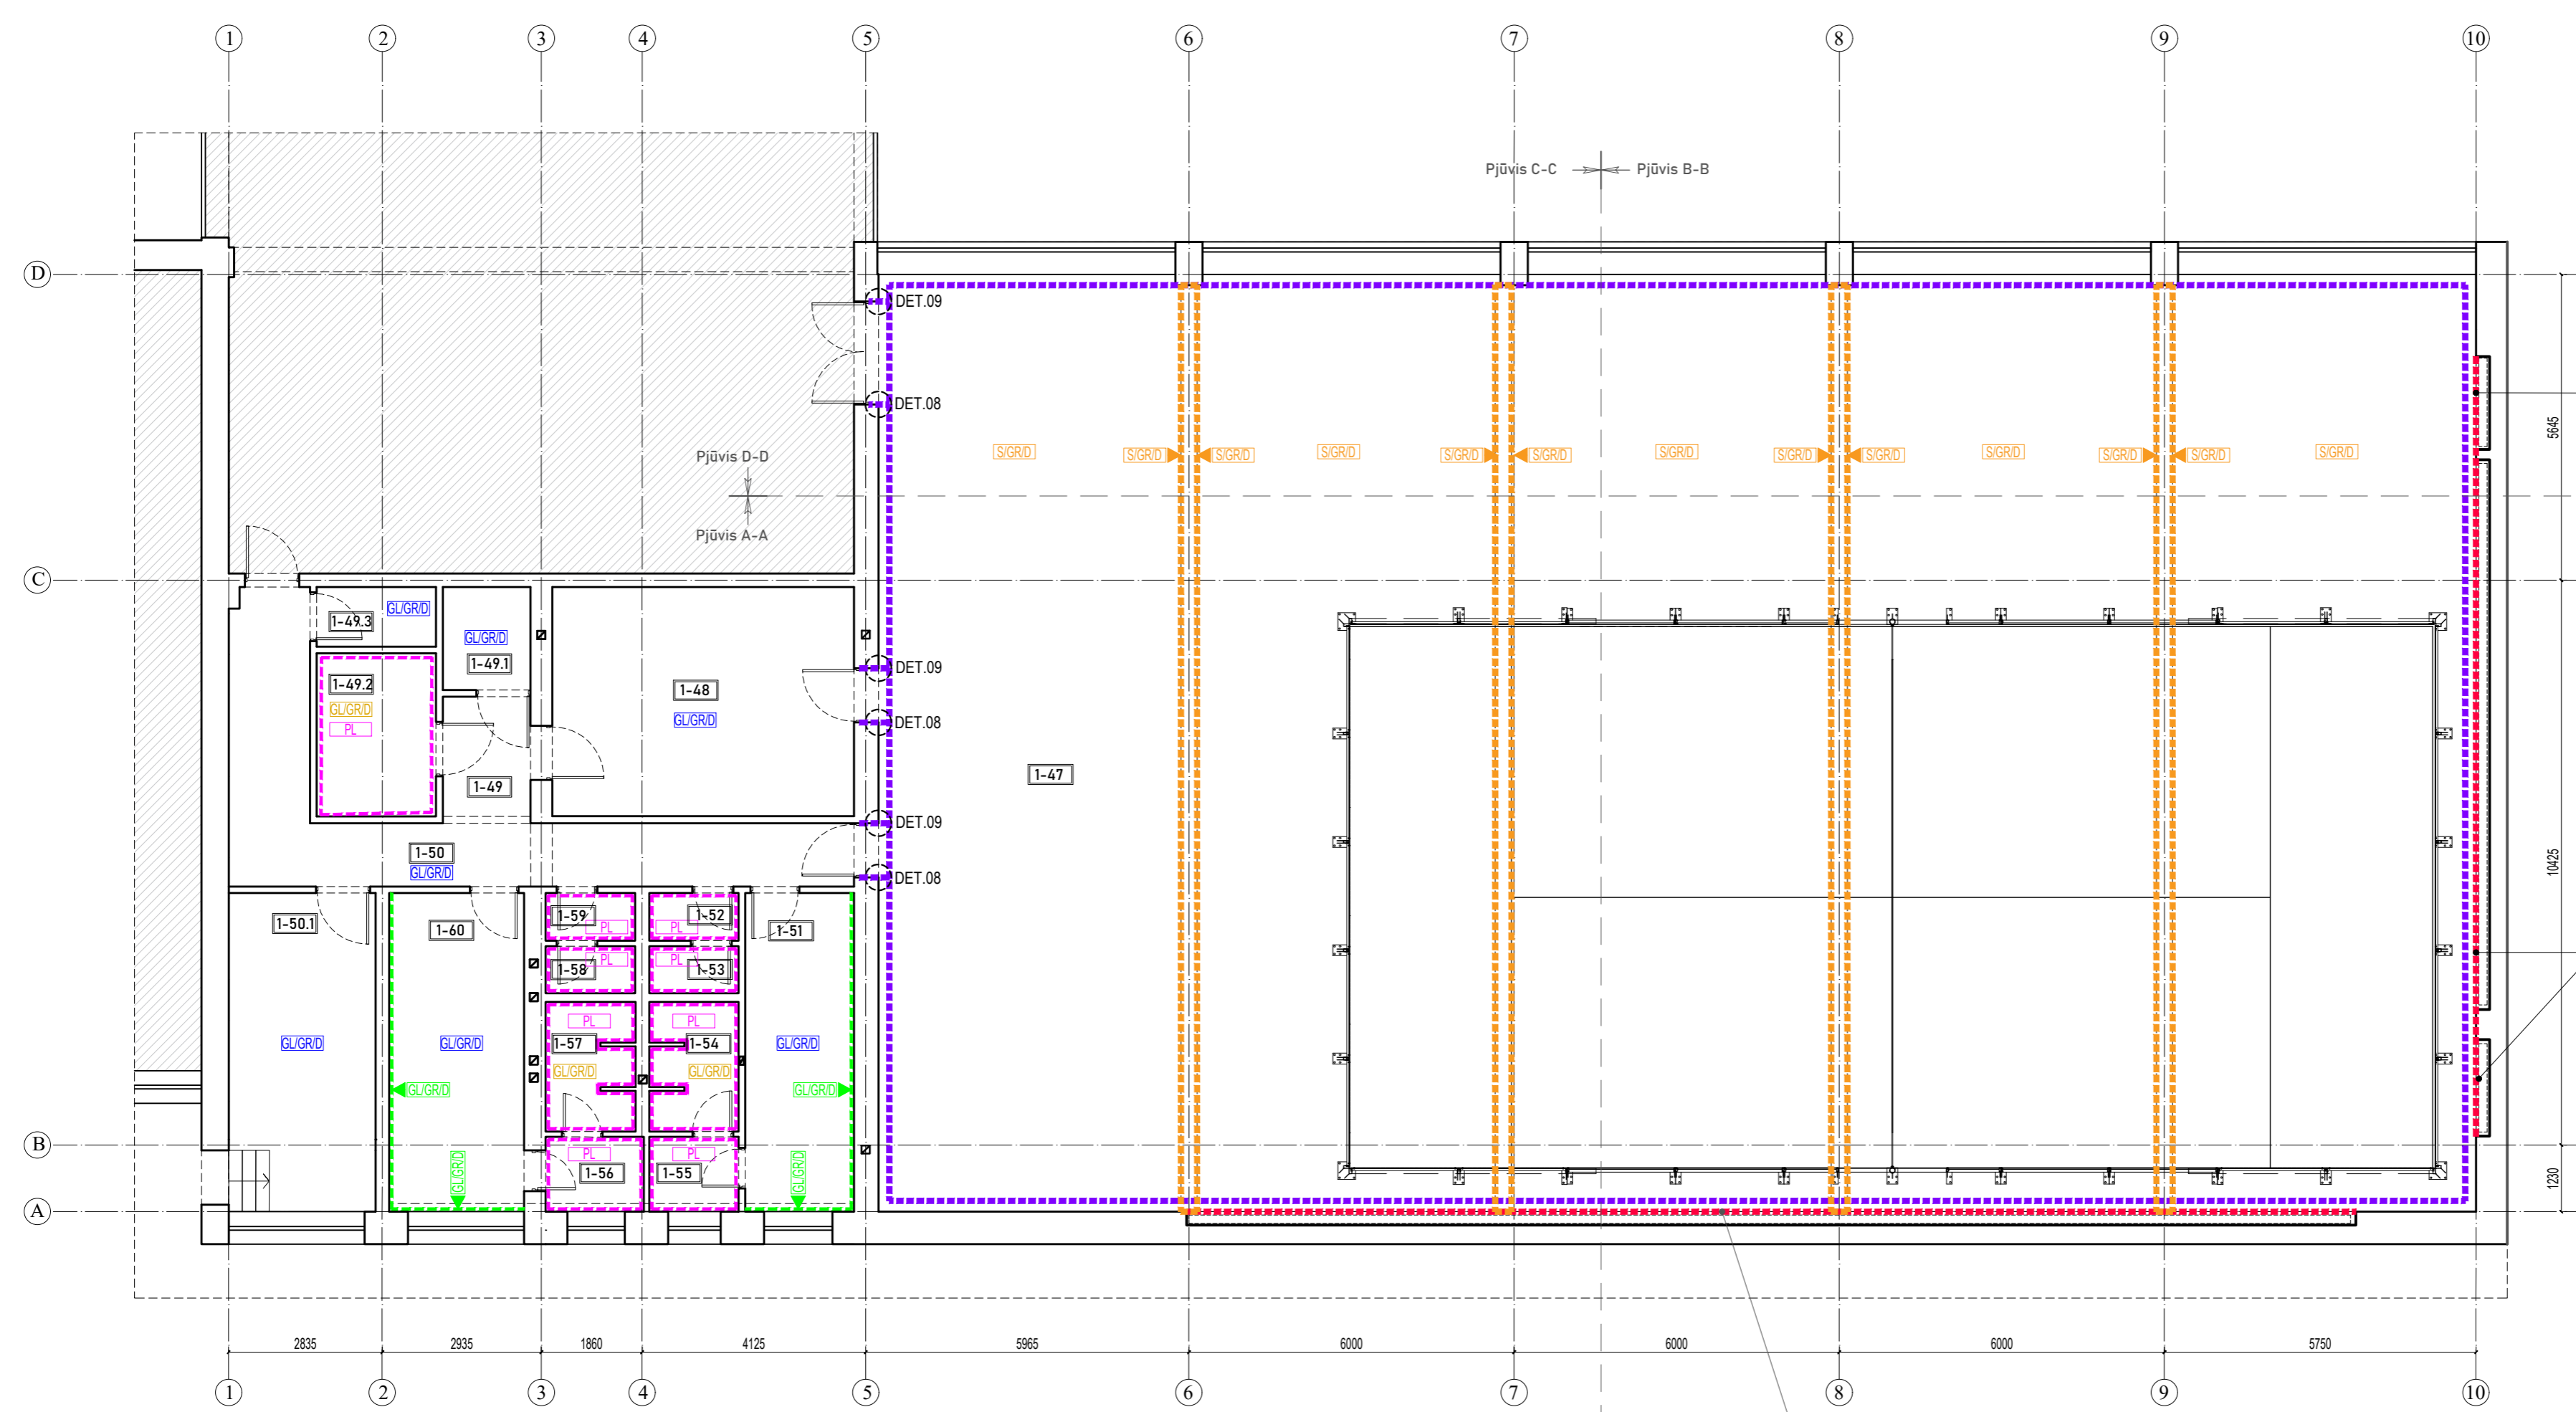 1 2 3 4 5 6 7 8 9 10
Pjūvis C-C Pjūvis B-B
D
DET.09
DET.08
S/GR/D S/GR/D S/GR/D S/GR/D S/GR/D S/GR/D S/GR/D S/GR/D S/GR/D S/GR/D S/GR/D S/GR/D S/GR/D
5645
Pjūvis D-D
Pjūvis A-A
C
GL/GR/D
1-49.3
GL/GR/D
1-49.1
1-49.2
GL/GR/D
PL
1-48
GL/GR/D
DET.09
DET.08
1-49
1-47
DET.09
DET.08
1-50
GL/GR/D
10425
1-50.1
1-60
1-59
PL
1-52
PL
1-51
1-58
PL
1-53
PL
GL/GR/D
GL/GR/D
PL
1-57
GL/GR/D
PL
1-54
GL/GR/D
GL/GR/D
GL/GR/D
GL/GR/D
GL/GR/D
GL/GR/D
B
PL
1-56
PL
1-55
1230
A
2835 2935 1860 4125 5965 6000 6000 6000 5750
1 2 3 4 5 6 7 8 9 10